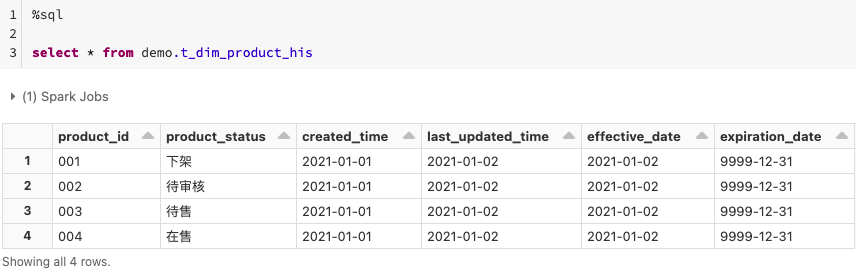 1 %sql
2
3 select * from demo.t_dim_product_his
(1) Spark Jobs
product_id product_status created_time last_updated_time effective_date expiration_date
1 001 下架 2021-01-01 2021-01-02 2021-01-02 9999-12-31
2 002 待审核 2021-01-01 2021-01-02 2021-01-02 9999-12-31
3 003 待售 2021-01-01 2021-01-02 2021-01-02 9999-12-31
4 004 在售 2021-01-01 2021-01-02 2021-01-02 9999-12-31
Showing all 4 rows.